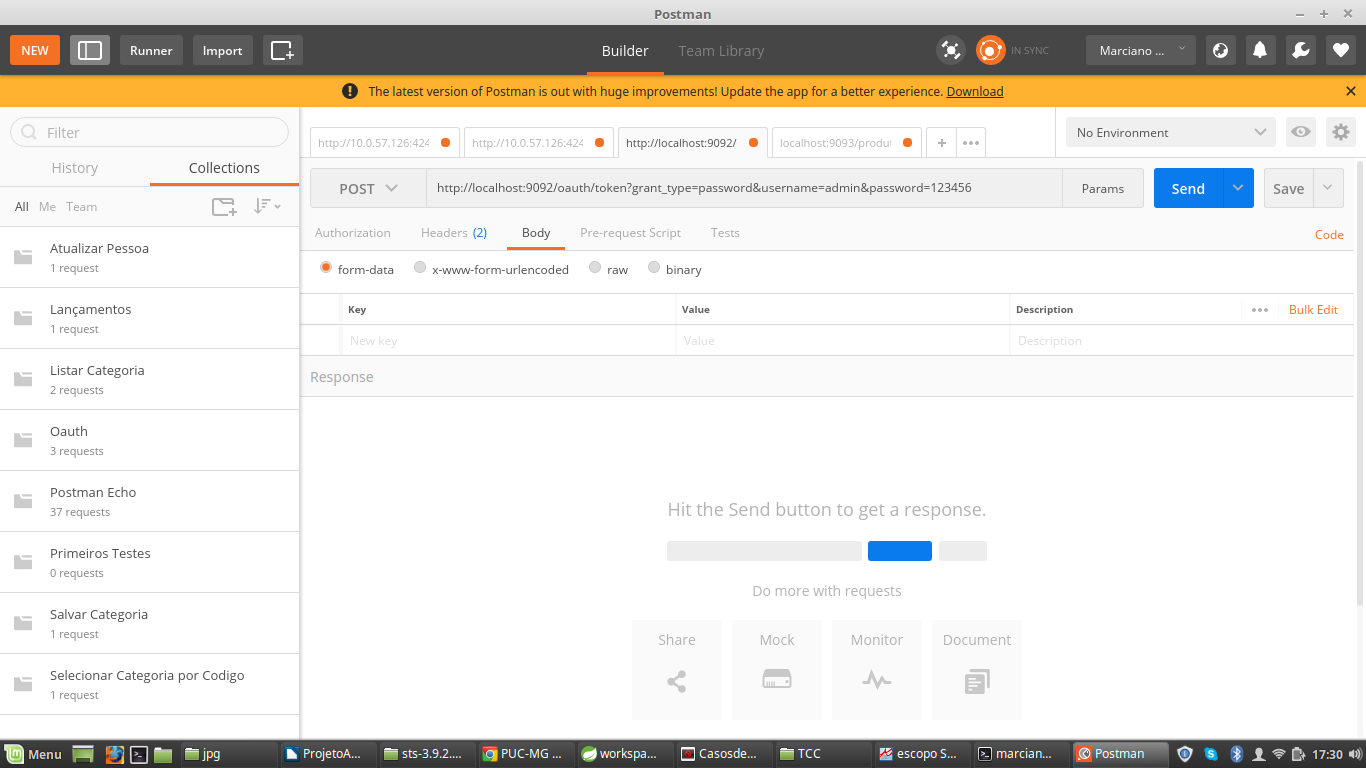 Postman
NEW Runner Import Builder Team Library IN SYNC Marciano ...
The latest version of Postman is out with huge improvements! Update the app for a better experience. Download
Filter
History Collections
All Me Team
Atualizar Pessoa
1 request
Lançamentos
1 request
Listar Categoria
2 requests
Oauth
3 requests
Postman Echo
37 requests
Primeiros Testes
0 requests
Salvar Categoria
1 request
Selecionar Categoria por Codigo
1 request
http://10.0.57.126:424 http://10.0.57.126:424 http://localhost:9092/ localhost:9093/produ + ••• No Environment
POST http://localhost:9092/oauth/token?grant_type=password&username=admin&password=123456 Params Send Save
Authorization Headers (2) Body Pre-request Script Tests Code
form-data x-www-form-urlencoded raw binary
Key Value Description ••• Bulk Edit
New key Value Description
Response
Hit the Send button to get a response.
Do more with requests
Share Mock Monitor Document
Menu jpg ProjetoA... sts-3.9.2.... PUC-MG ... workspa... Casosde... TCC escopo S... marcian... Postman 17:30